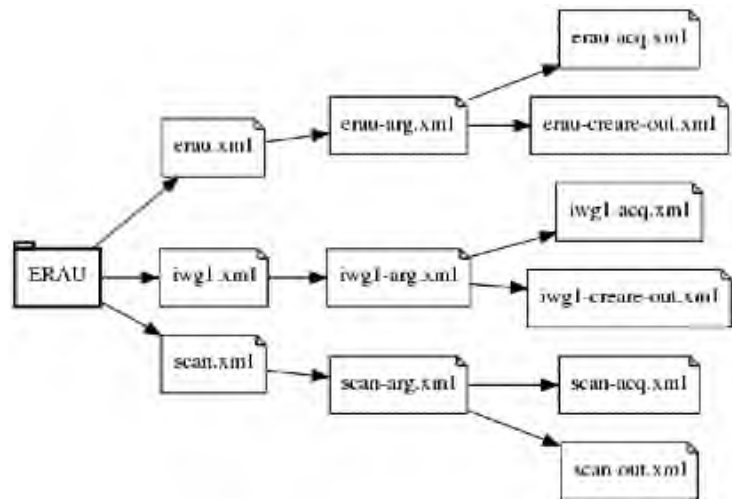 erau-acq.xml
erau.xml
erau-arg.xml
erau-creare-out.xml
iwg1-acq.xml
ERAU
iwg1.xml
iwg1-arg.xml
iwg1-creare-out.xml
scan.xml
scan-arg.xml
scan-acq.xml
scan-out.xml